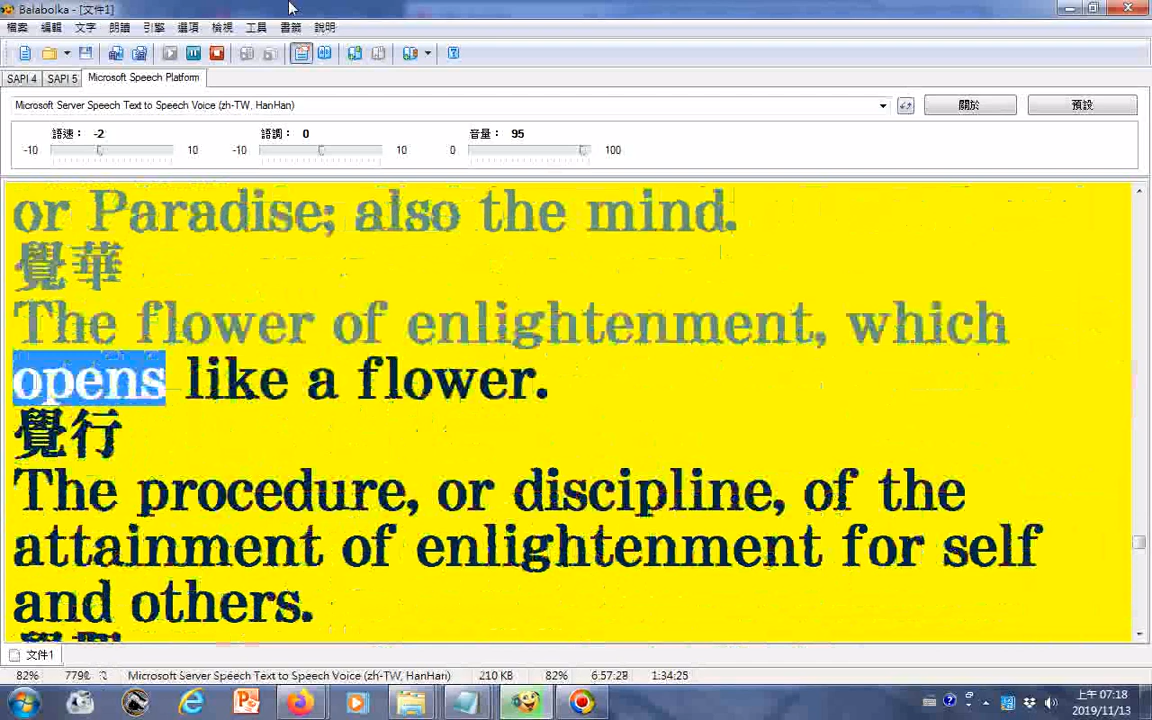 Balabolka - [文件1]
檔案 編輯 文字 朗讀 引擎 選項 檢視 工具 書籤 說明
SAPI 4 SAPI 5 Microsoft Speech Platform
Microsoft Server Speech Text to Speech Voice (zh-TW, HanHan) 關於 預設
語速： -2 語調： 0 音量： 95
-10 10 -10 10 0 100
or Paradise; also the mind.
覺華
The flower of enlightenment, which
opens like a flower.
覺行
The procedure, or discipline, of the
attainment of enlightenment for self
and others.
文件1
82% Microsoft Server Speech Text to Speech Voice (zh-TW, HanHan) 210 KB 82% 6:57:28 1:34:25
上午 07:18
2019/11/13